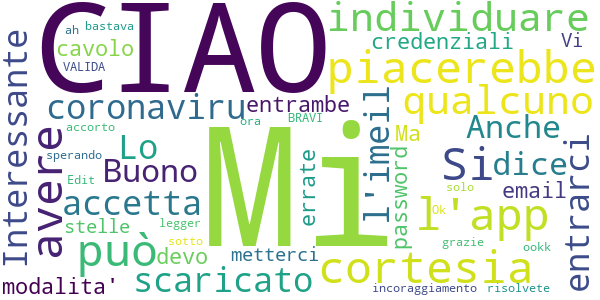 ah bastava
CIAO
individuare
cavolo
credenziali
Vi
VALIDA
piacerebbe
Interessante
coronaviru
entrambe
qualcuno
l'imeil
accorto
ora
BRAVI
Mi
Ma
Anche
Lo
sperando
Buono
errate
password
Si
dice
entrarci
avere
Edit
accetta
solo
email
stelle
legger
l'app
Ok
può
sotto
devo
metterci
grazie
ookk
modalita'
scaricato
cortesia
incoraggiamento
risolvete